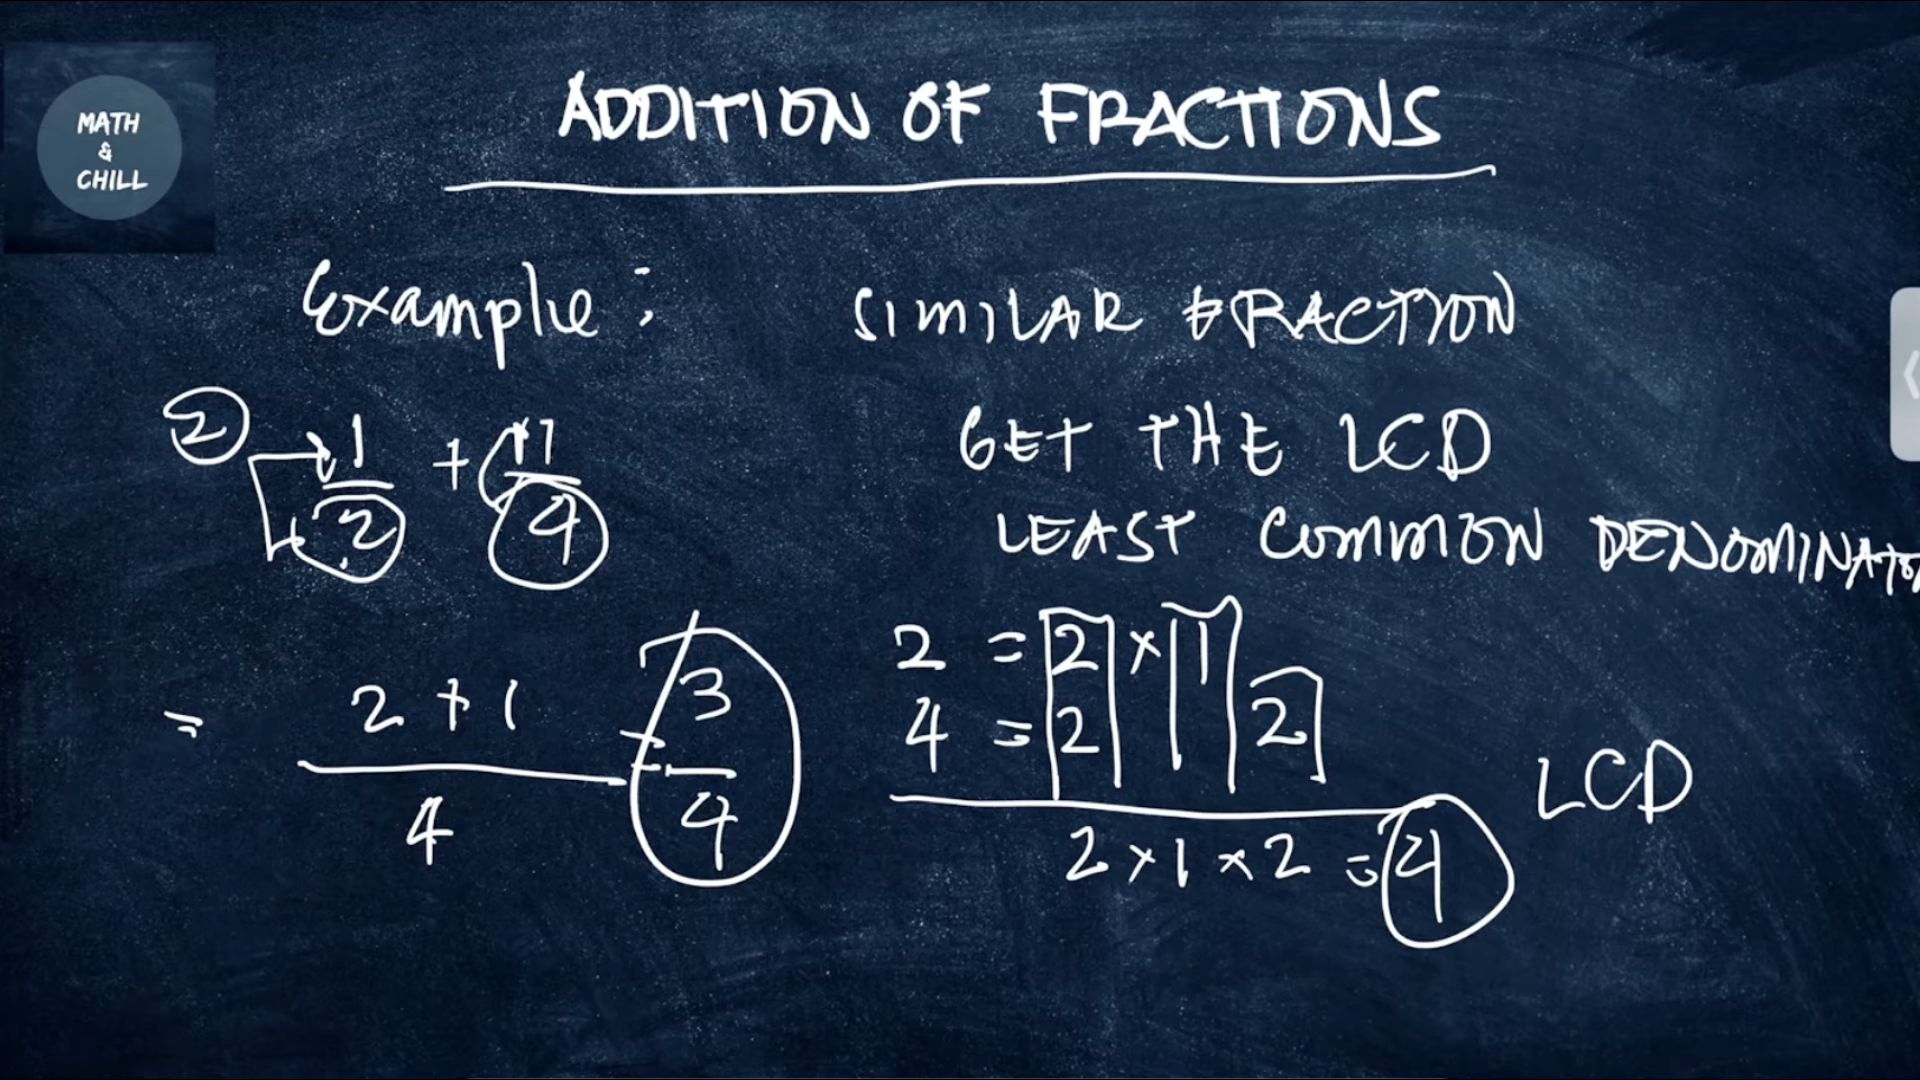 MATH
&
CHILL
ADDITION OF FRACTIONS
Example:
SIMILAR FRACTION
② 1/2 + 1/4
GET THE LCD
LEAST COMMON DENOMINATOR
= 2 + 1 / 4 = 3/4
2 = 2 × 1
4 = 2 2
LCD
2 × 1 × 2 = 4